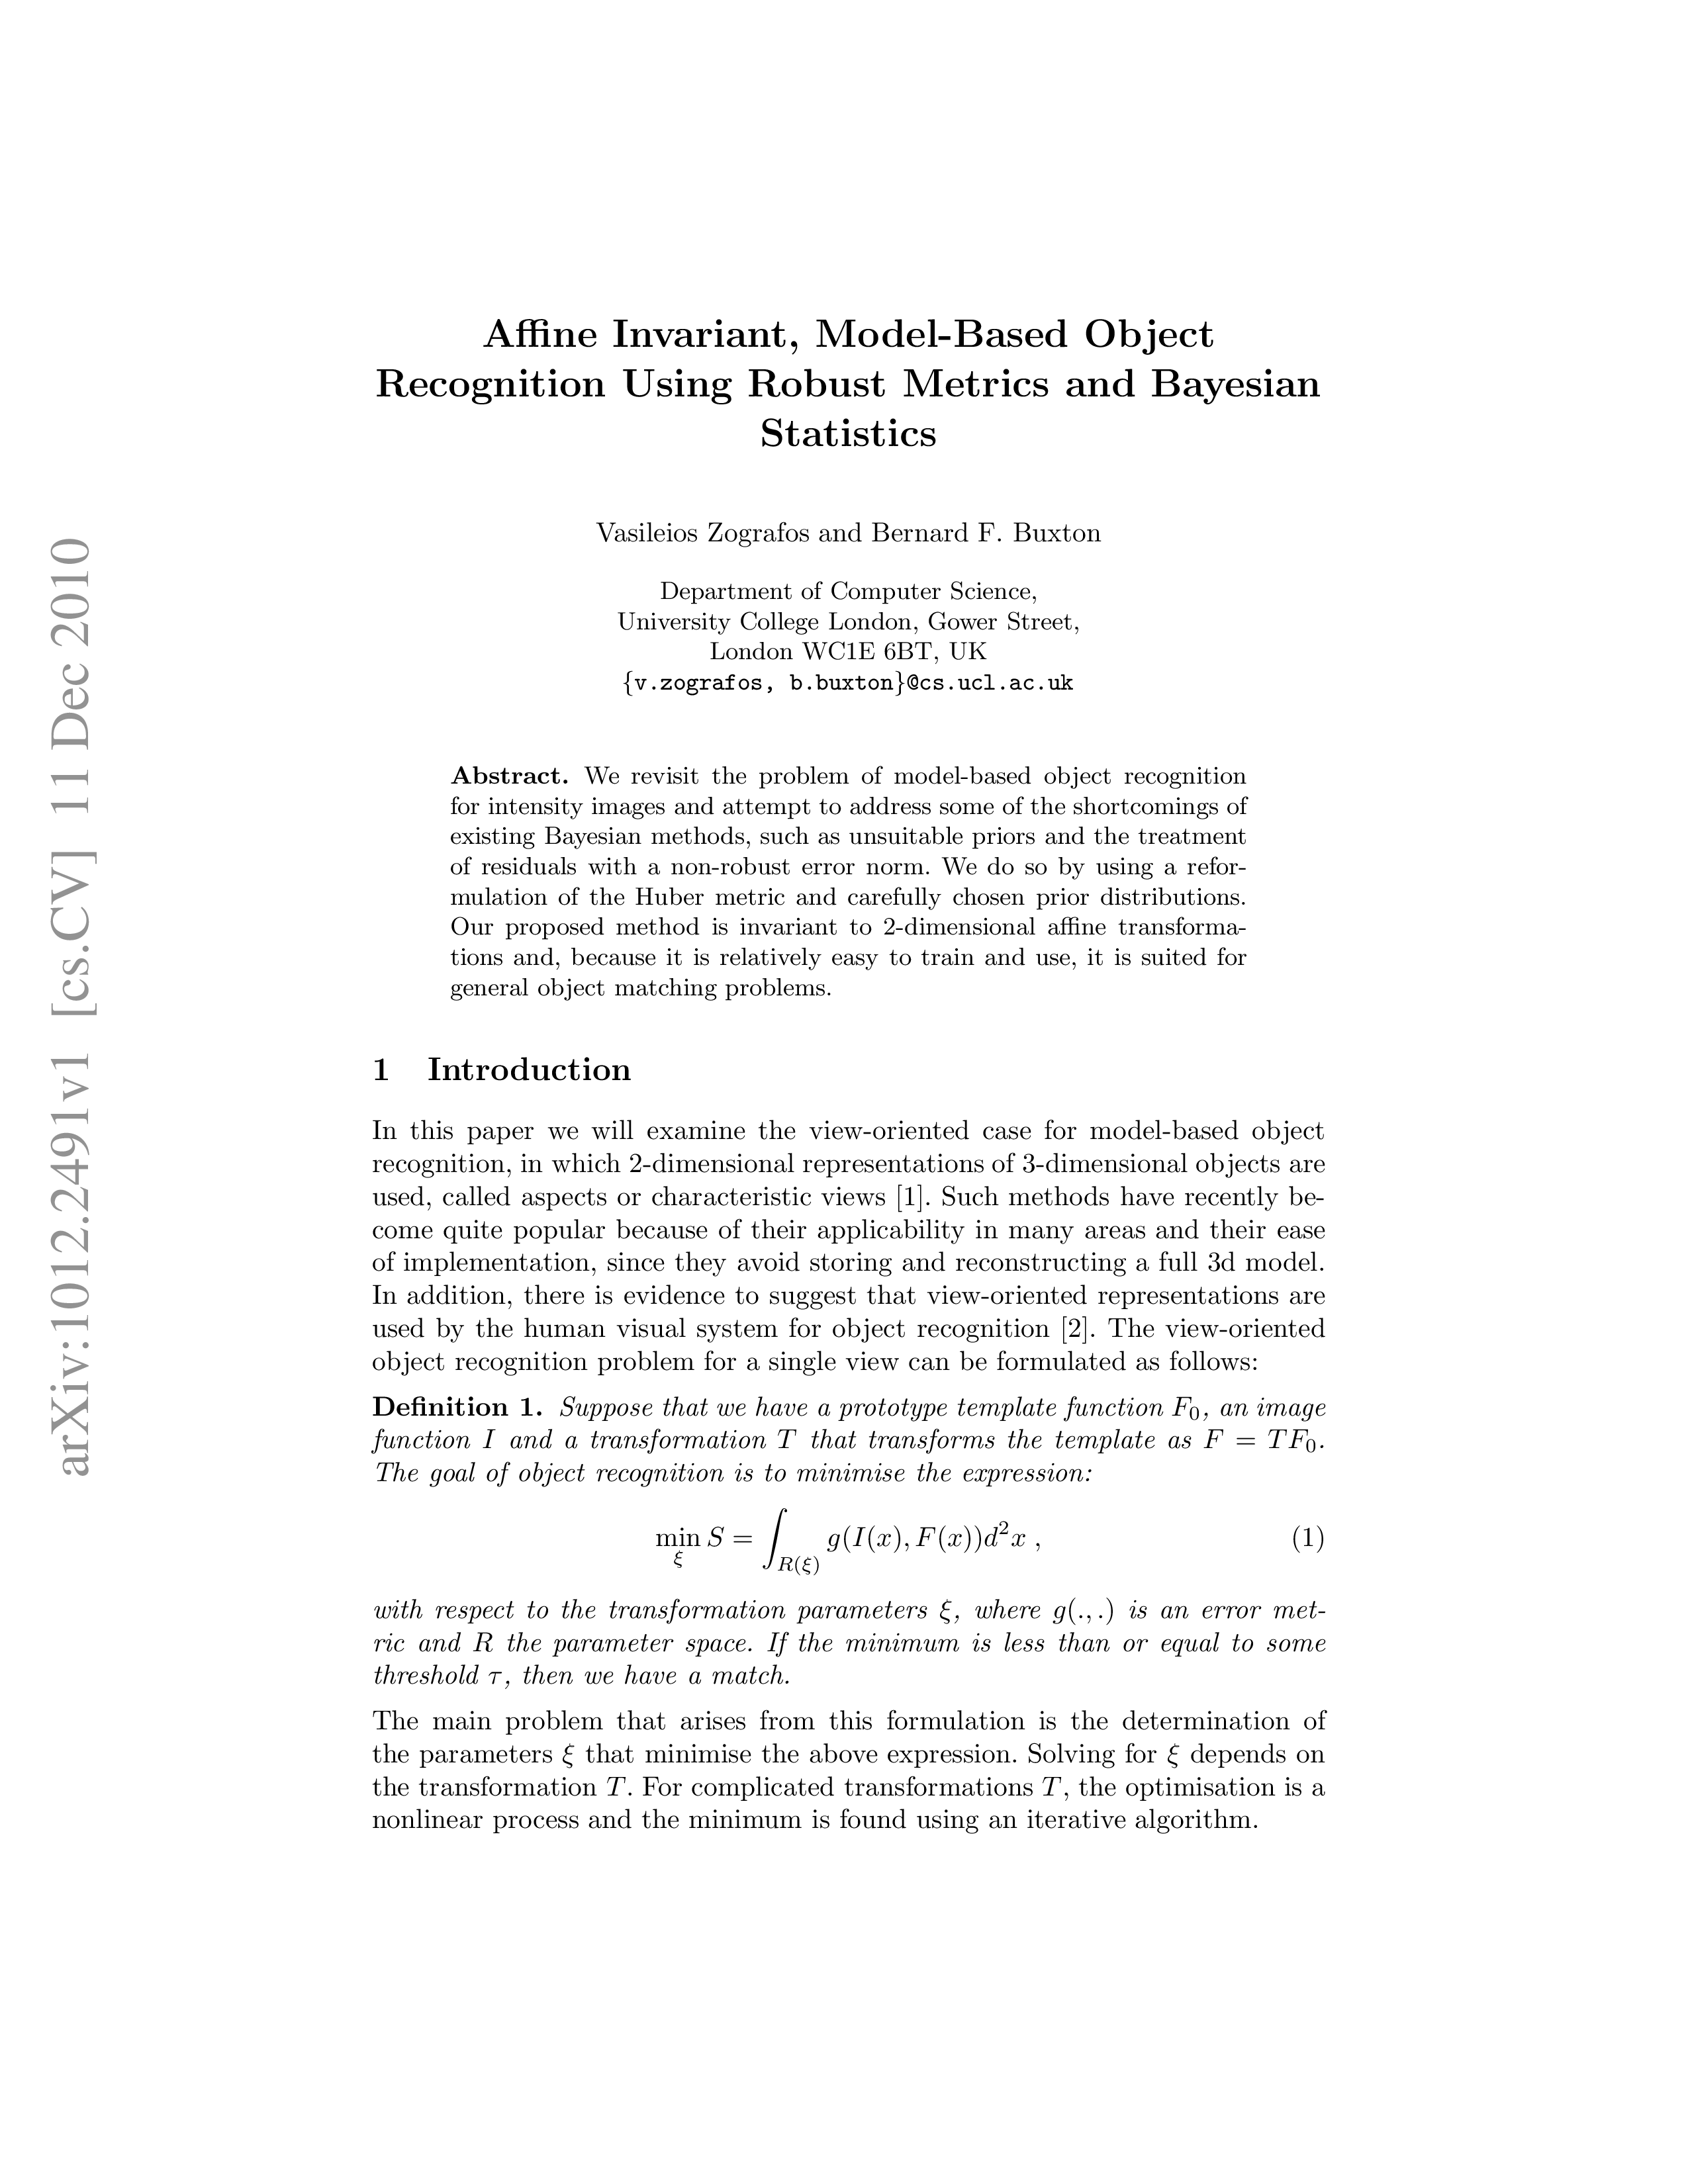 arXiv:1012.2491v1 [cs.CV] 11 Dec 2010
Affine Invariant, Model-Based Object
Recognition Using Robust Metrics and Bayesian
Statistics
Vasileios Zografos and Bernard F. Buxton
Department of Computer Science,
University College London, Gower Street,
London WC1E 6BT, UK
{v.zografos, b.buxton}@cs.ucl.ac.uk
Abstract. We revisit the problem of model-based object recognition
for intensity images and attempt to address some of the shortcomings of
existing Bayesian methods, such as unsuitable priors and the treatment
of residuals with a non-robust error norm. We do so by using a refor-
mulation of the Huber metric and carefully chosen prior distributions.
Our proposed method is invariant to 2-dimensional affine transforma-
tions and, because it is relatively easy to train and use, it is suited for
general object matching problems.
1 Introduction
In this paper we will examine the view-oriented case for model-based object
recognition, in which 2-dimensional representations of 3-dimensional objects are
used, called aspects or characteristic views [1]. Such methods have recently be-
come quite popular because of their applicability in many areas and their ease
of implementation, since they avoid storing and reconstructing a full 3d model.
In addition, there is evidence to suggest that view-oriented representations are
used by the human visual system for object recognition [2]. The view-oriented
object recognition problem for a single view can be formulated as follows:
Definition 1. Suppose that we have a prototype template function F₀, an image
function I and a transformation T that transforms the template as F = TF₀.
The goal of object recognition is to minimise the expression:
min_ξ S = ∫_{R(ξ)} g(I(x), F(x))d²x , (1)
with respect to the transformation parameters ξ, where g(.,.) is an error met-
ric and R the parameter space. If the minimum is less than or equal to some
threshold τ, then we have a match.
The main problem that arises from this formulation is the determination of
the parameters ξ that minimise the above expression. Solving for ξ depends on
the transformation T. For complicated transformations T, the optimisation is a
nonlinear process and the minimum is found using an iterative algorithm.